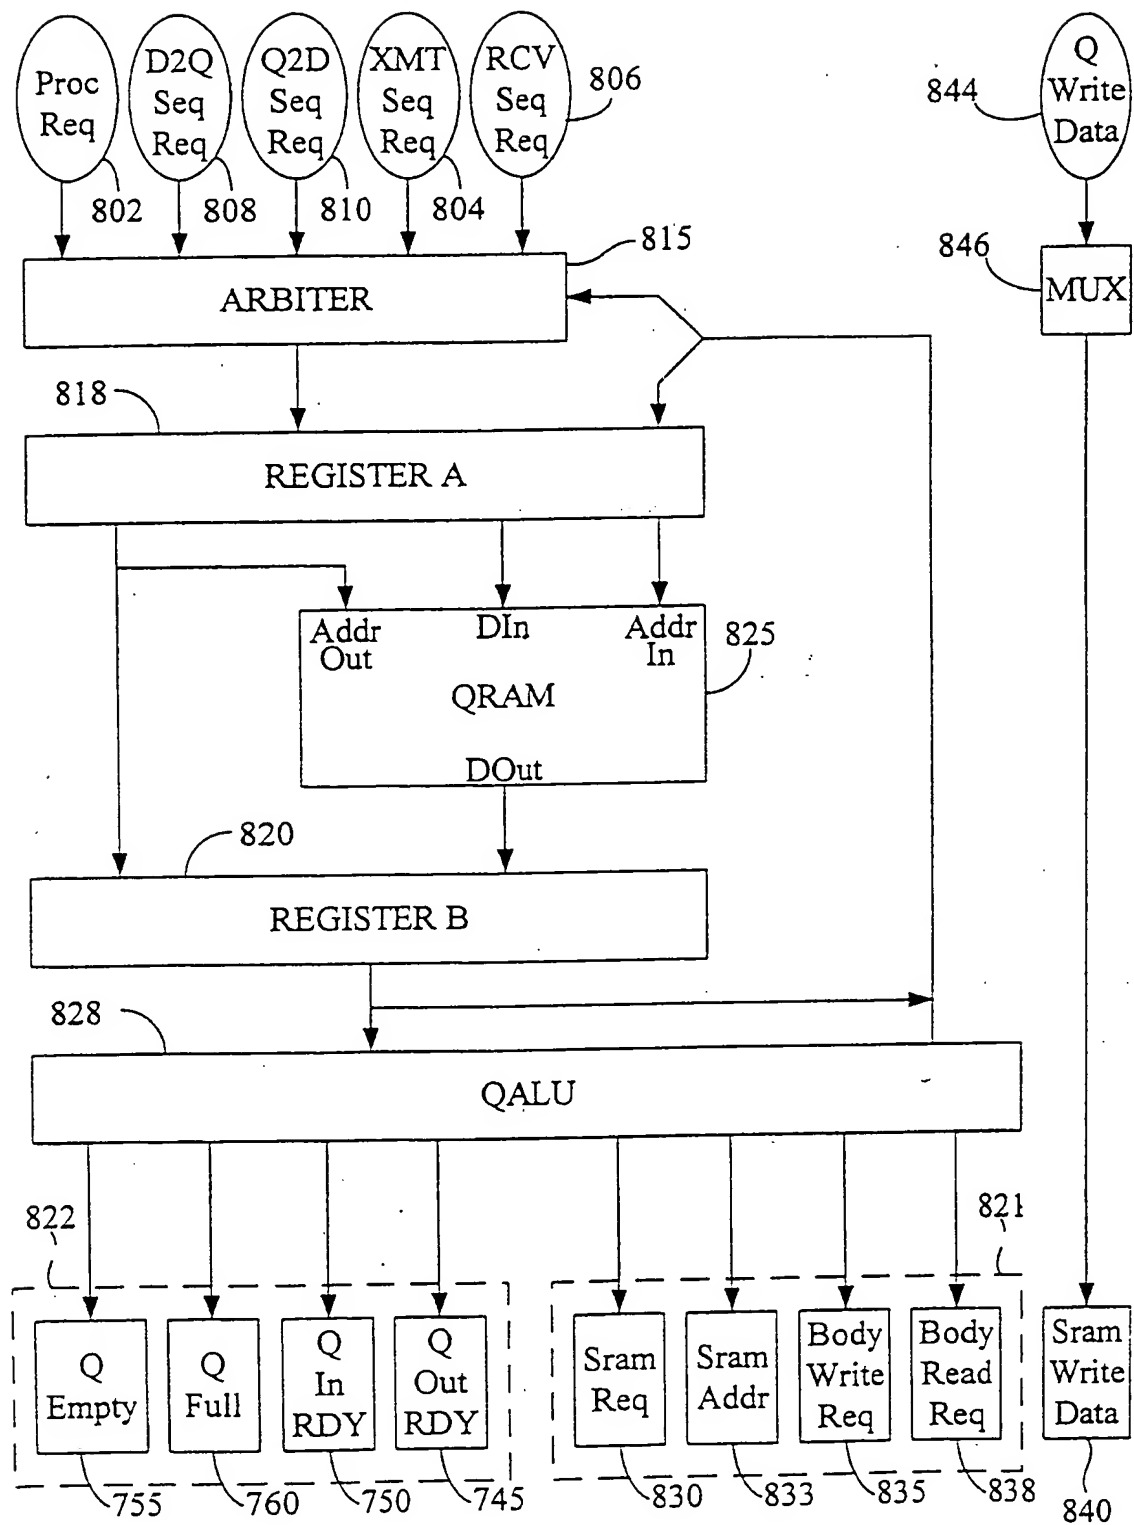 Proc
Req
D2Q
Seq
Req
Q2D
Seq
Req
XMT
Seq
Req
RCV
Seq
Req
806
844
Q
Write
Data
802
808
810
804
815
846
MUX
ARBITER
818
REGISTER A
Addr
Out
DIn
Addr
In
825
QRAM
DOut
820
REGISTER B
828
QALU
822
821
Q
Empty
Q
Full
Q
In
RDY
Q
Out
RDY
Sram
Req
Sram
Addr
Body
Write
Req
Body
Read
Req
Sram
Write
Data
755
760
750
745
830
833
835
838
840